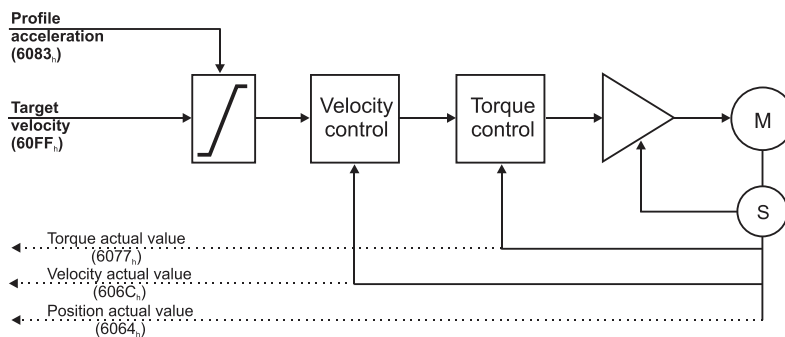 Profile
acceleration
(6083h)
Target
velocity
(60FFh)
Velocity
control
Torque
control
M
S
Torque actual value
(6077h)
Velocity actual value
(606Ch)
Position actual value
(6064h)